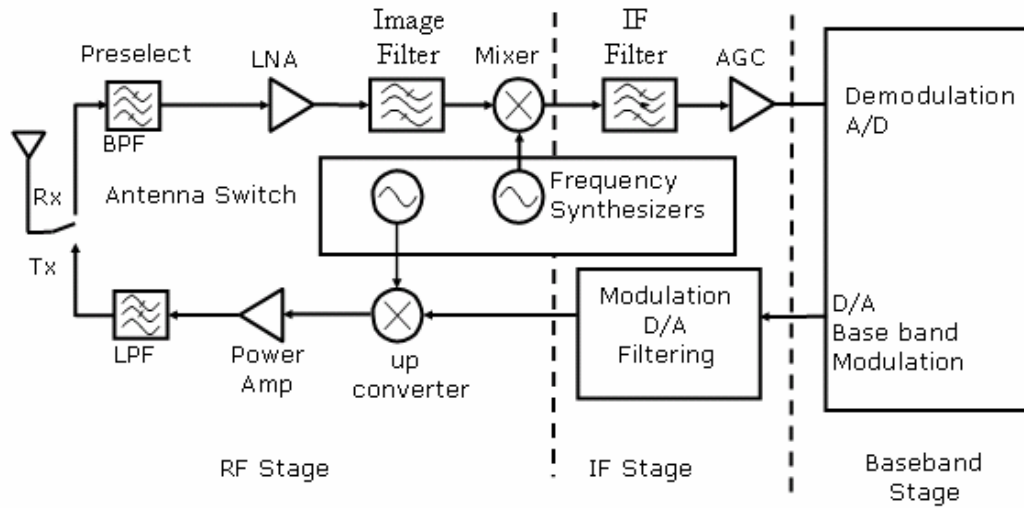 Preselect
BPF
LNA
Image
Filter
Mixer
IF
Filter
AGC
Demodulation
A/D
Rx
Antenna Switch
Tx
Frequency
Synthesizers
LPF
Power
Amp
up
converter
Modulation
D/A
Filtering
D/A
Base band
Modulation
RF Stage
IF Stage
Baseband
Stage